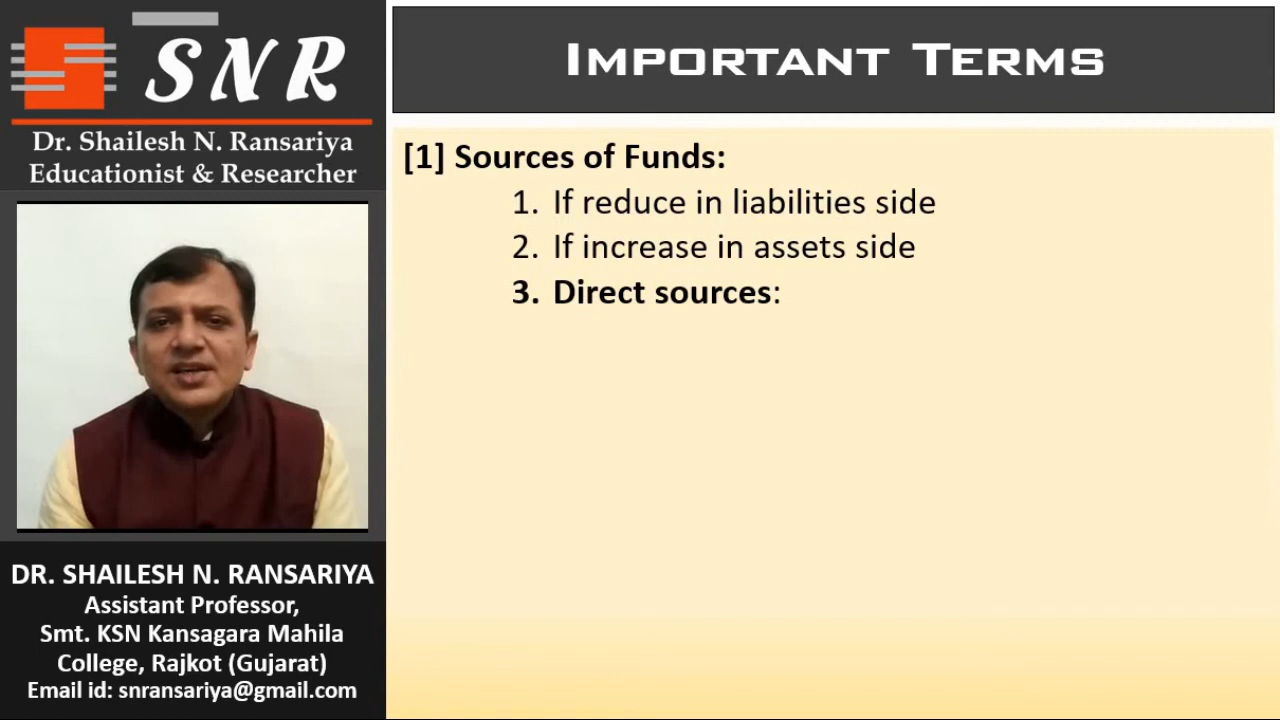 SNR
Dr. Shailesh N. Ransariya
Educationist & Researcher
DR. SHAILESH N. RANSARIYA
Assistant Professor,
Smt. KSN Kansagara Mahila
College, Rajkot (Gujarat)
Email id: snransariya@gmail.com
IMPORTANT TERMS
[1] Sources of Funds:
1. If reduce in liabilities side
2. If increase in assets side
3. Direct sources: